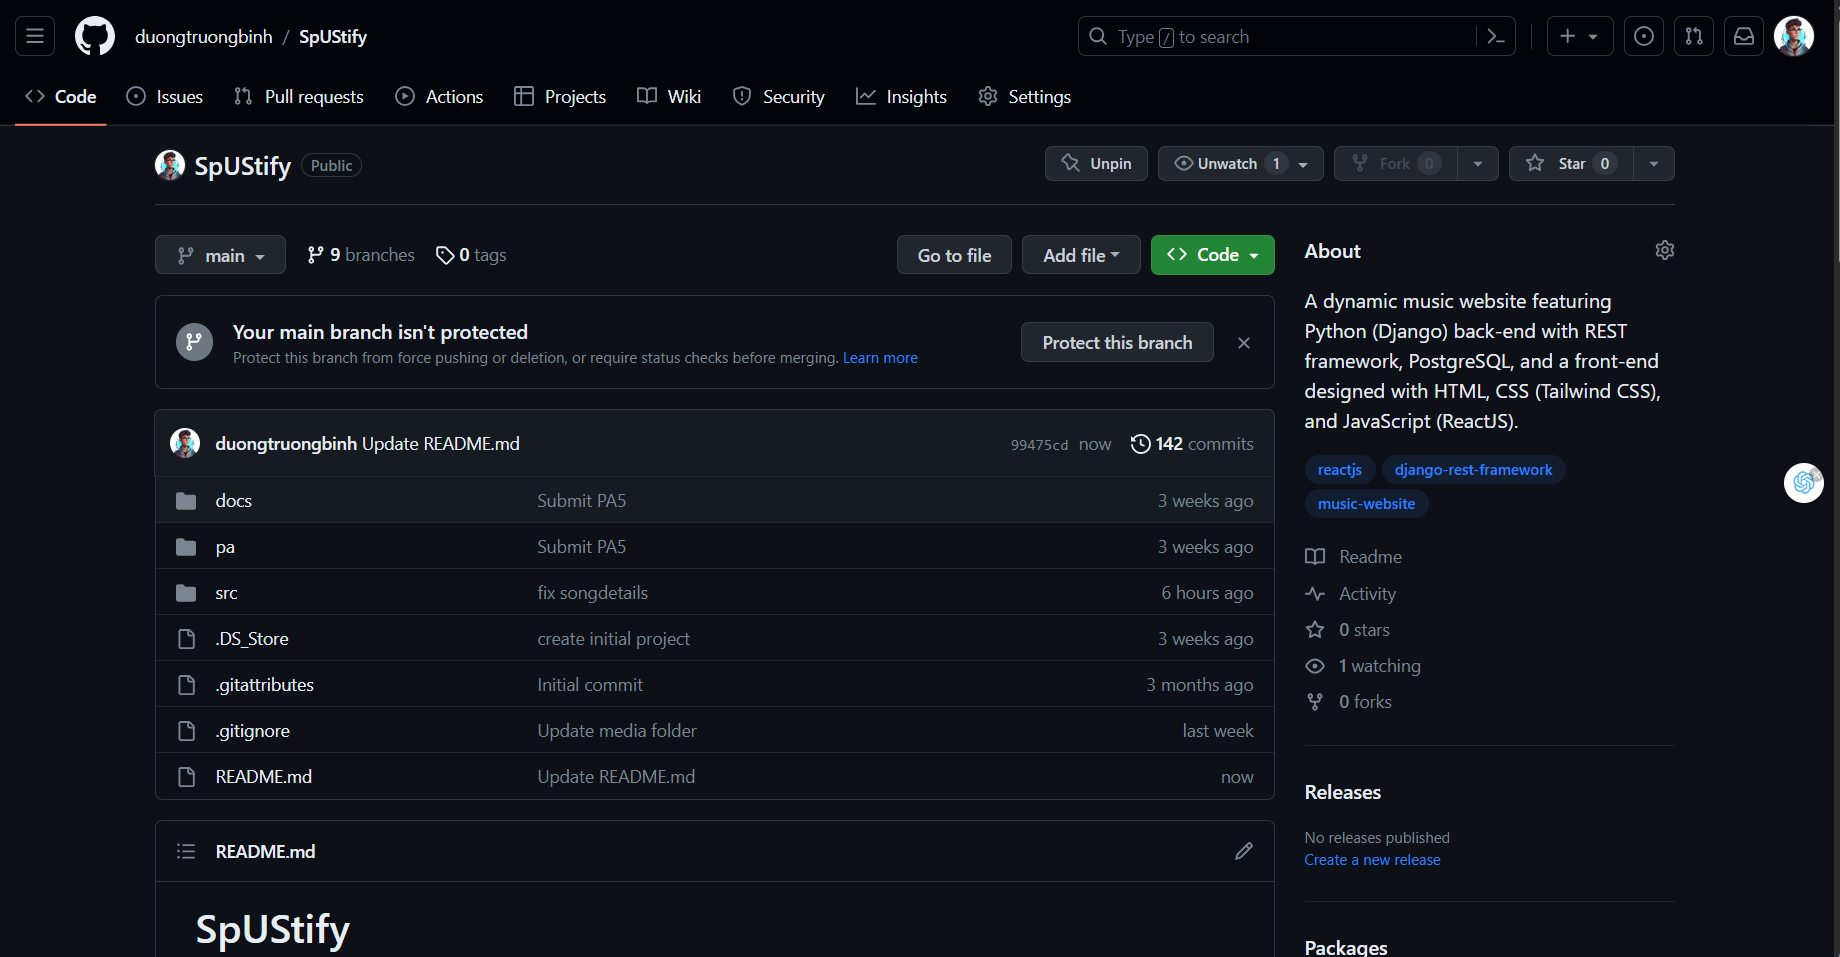 duongtruongbinh / SpUStify
Type / to search
Code Issues Pull requests Actions Projects Wiki Security Insights Settings
SpUStify Public
Unpin Unwatch 1 Fork 0 Star 0
main 9 branches 0 tags
Go to file Add file Code
Your main branch isn't protected
Protect this branch from force pushing or deletion, or require status checks before merging. Learn more
Protect this branch
duongtruongbinh Update README.md 99475cd now 142 commits
docs Submit PA5 3 weeks ago
pa Submit PA5 3 weeks ago
src fix songdetails 6 hours ago
.DS_Store create initial project 3 weeks ago
.gitattributes Initial commit 3 months ago
.gitignore Update media folder last week
README.md Update README.md now
README.md
SpUStify
About
A dynamic music website featuring
Python (Django) back-end with REST
framework, PostgreSQL, and a front-end
designed with HTML, CSS (Tailwind CSS),
and JavaScript (ReactJS).
reactjs django-rest-framework
music-website
Readme
Activity
0 stars
1 watching
0 forks
Releases
No releases published
Create a new release
Packages